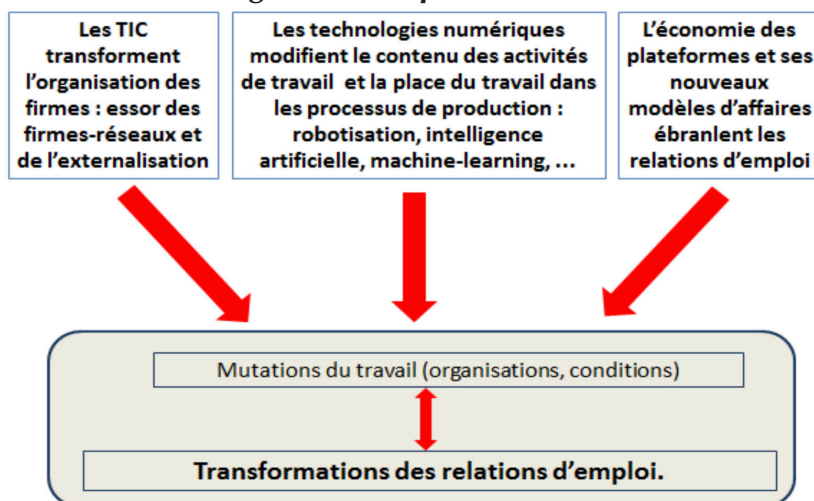 Les TIC
transforment
l’organisation des
firmes : essor des
firmes-réseaux et
de l’externalisation
Les technologies numériques
modifient le contenu des activités
de travail et la place du travail dans
les processus de production :
robotisation, intelligence
artificielle, machine-learning, …
L’économie des
plateformes et ses
nouveaux
modèles d’affaires
ébranlent les
relations d’emploi
Mutations du travail (organisations, conditions)
Transformations des relations d’emploi.